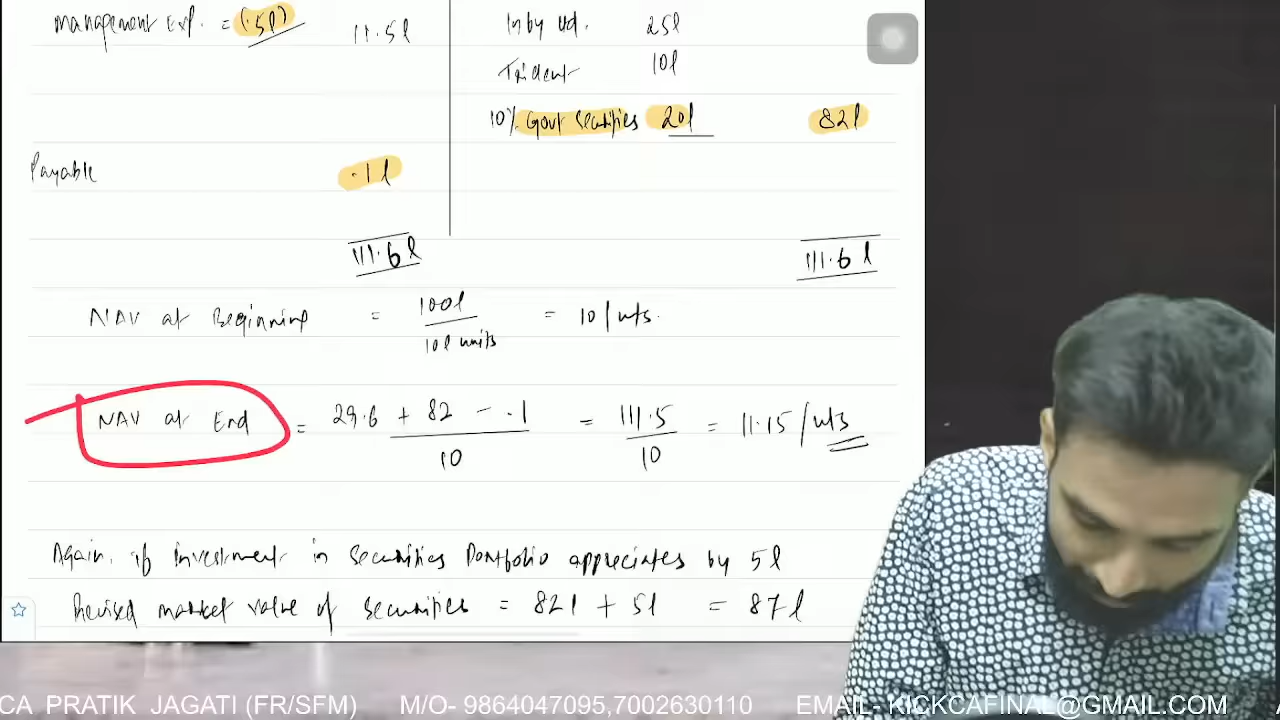 management Exp. = (.5l) 11.5l
Infy Ltd. 25l
Trident 10l
10% Govt Securities 20l 82l
Payable .1 l
111.6 l 111.6 l
NAV at Beginning = 100l / 10l units = 10/uts.
NAV at End = 29.6 + 82 - .1 / 10 = 111.5 / 10 = 11.15/uts
Again, if investment in Securities Portfolio appreciates by 5l
Revised market value of securities = 82l + 5l = 87l
CA PRATIK JAGATI (FR/SFM) M/O- 9864047095,7002630110 EMAIL- KICKCAFINAL@GMAIL.COM